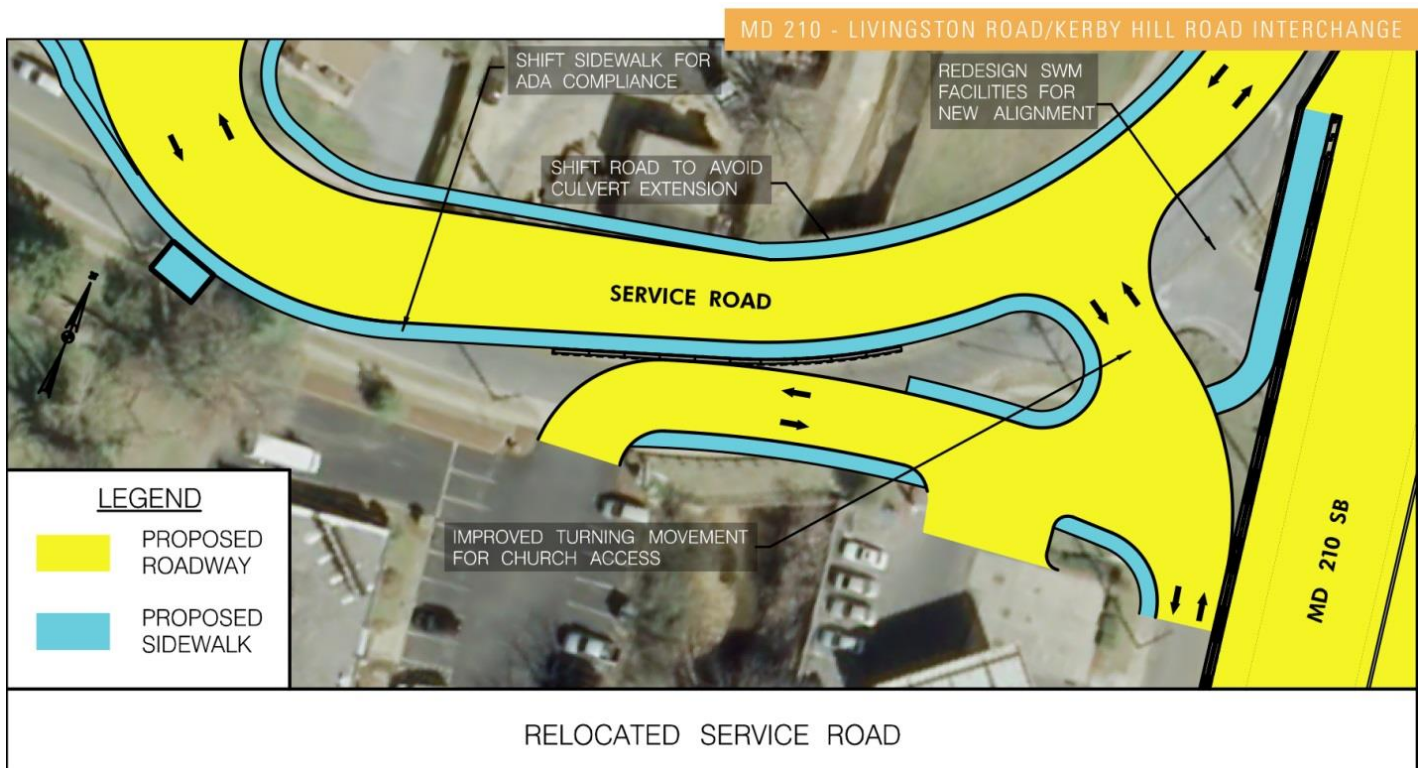 MD 210 - LIVINGSTON ROAD/KERBY HILL ROAD INTERCHANGE
SHIFT SIDEWALK FOR
ADA COMPLIANCE
REDESIGN SWM
FACILITIES FOR
NEW ALIGNMENT
SHIFT ROAD TO AVOID
CULVERT EXTENSION
SERVICE ROAD
IMPROVED TURNING MOVEMENT
FOR CHURCH ACCESS
MD 210 SB
LEGEND
PROPOSED
ROADWAY
PROPOSED
SIDEWALK
RELOCATED SERVICE ROAD